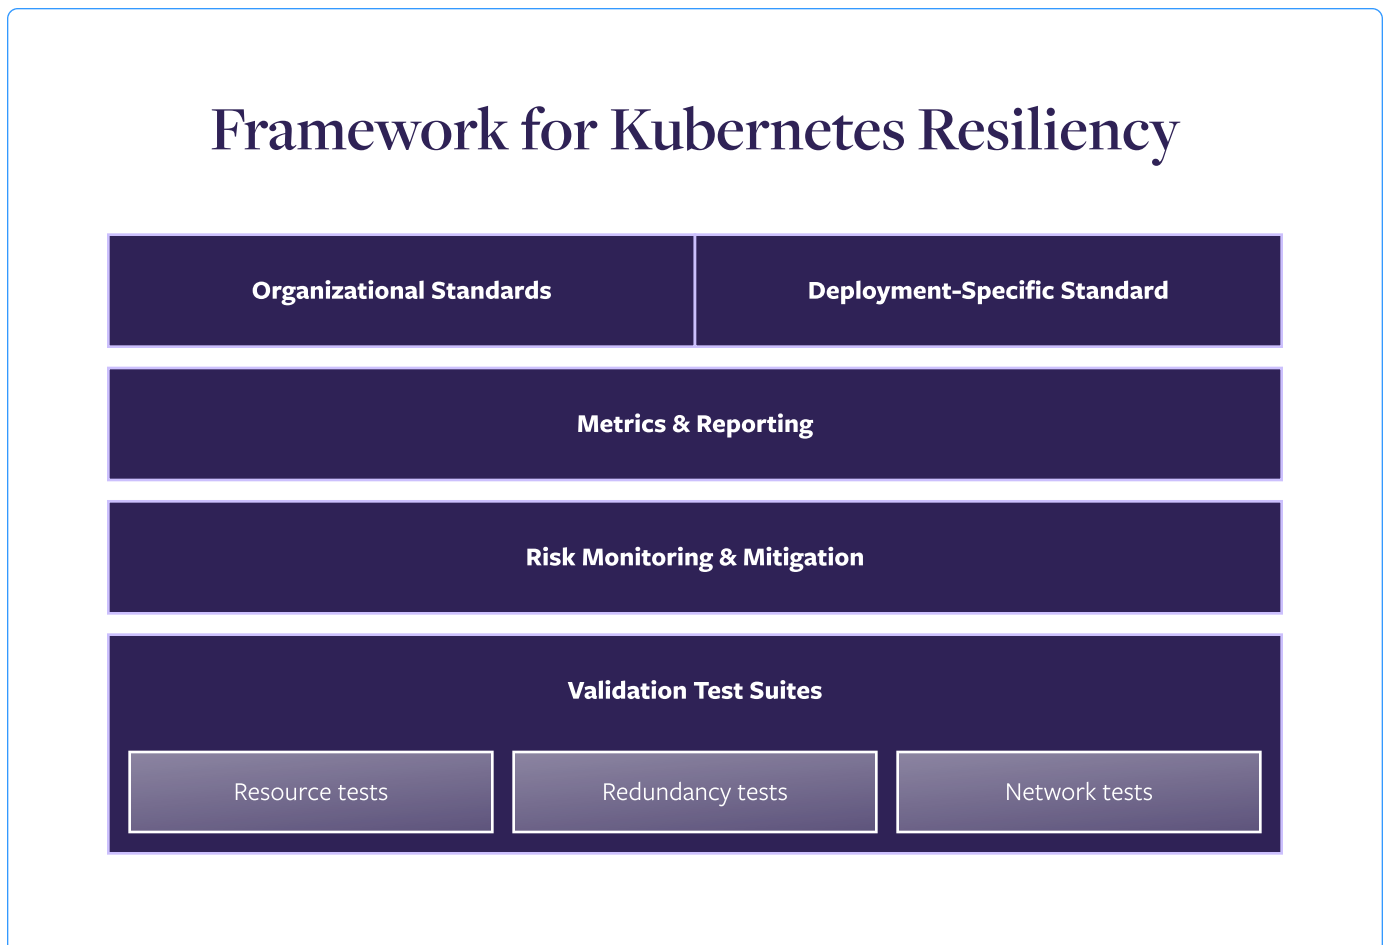 Framework for Kubernetes Resiliency
Organizational Standards
Deployment-Specific Standard
Metrics & Reporting
Risk Monitoring & Mitigation
Validation Test Suites
Resource tests
Redundancy tests
Network tests